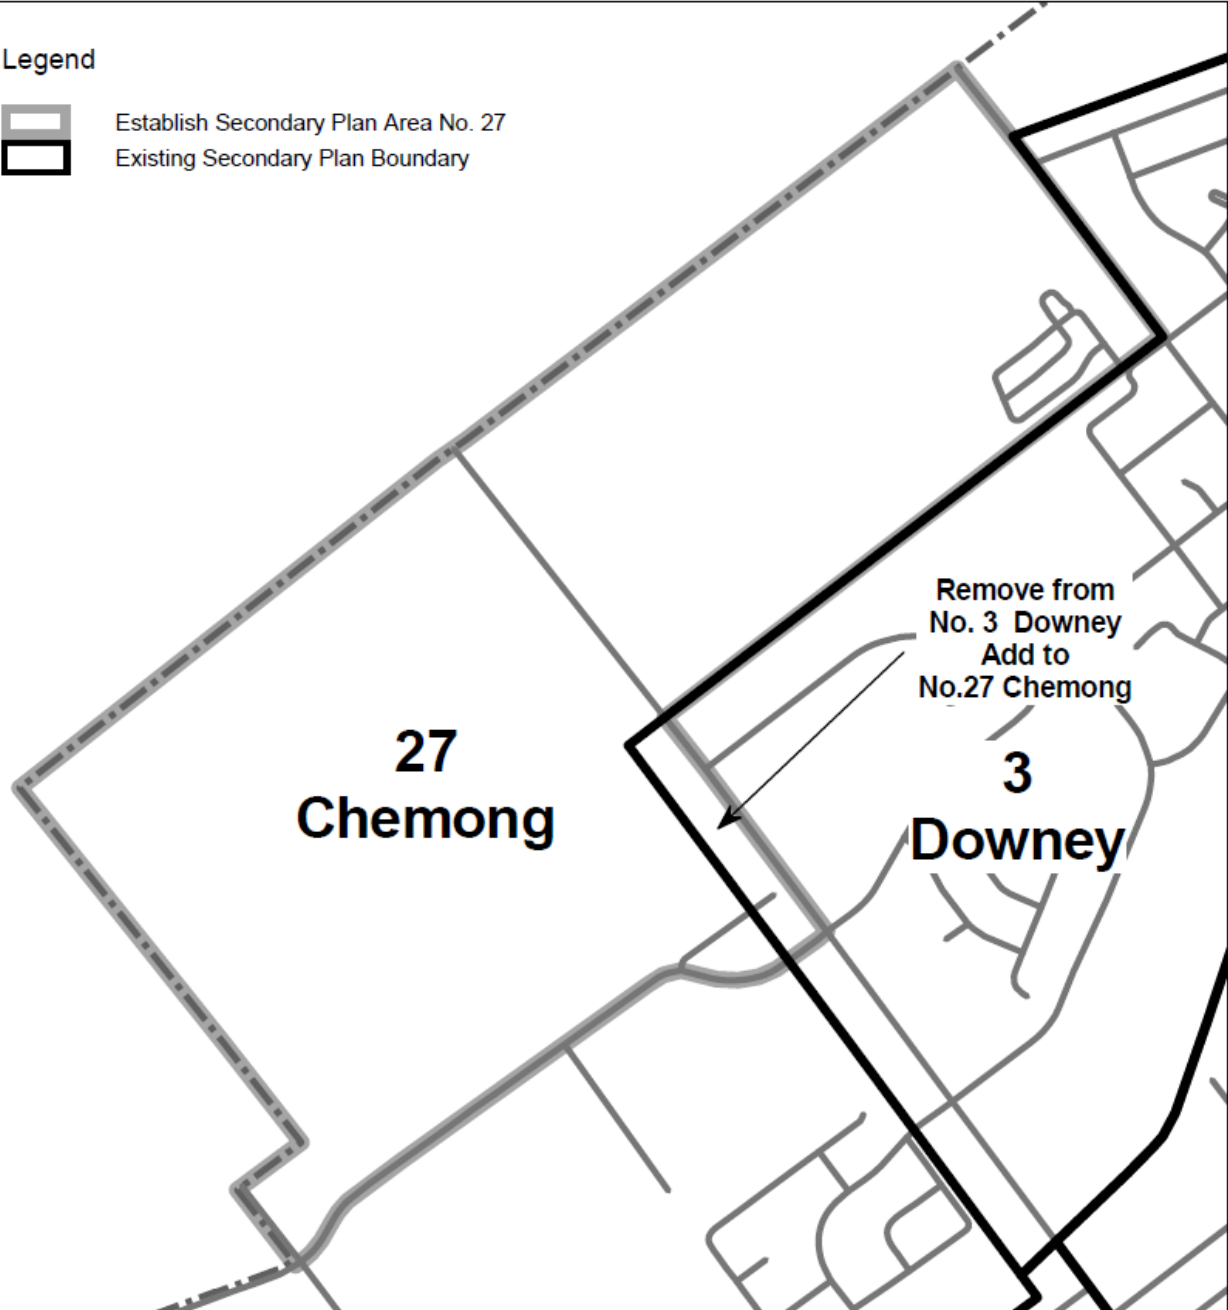 Legend
Establish Secondary Plan Area No. 27
Existing Secondary Plan Boundary
Remove from
No. 3 Downey
Add to
No.27 Chemong
27
Chemong
3
Downey